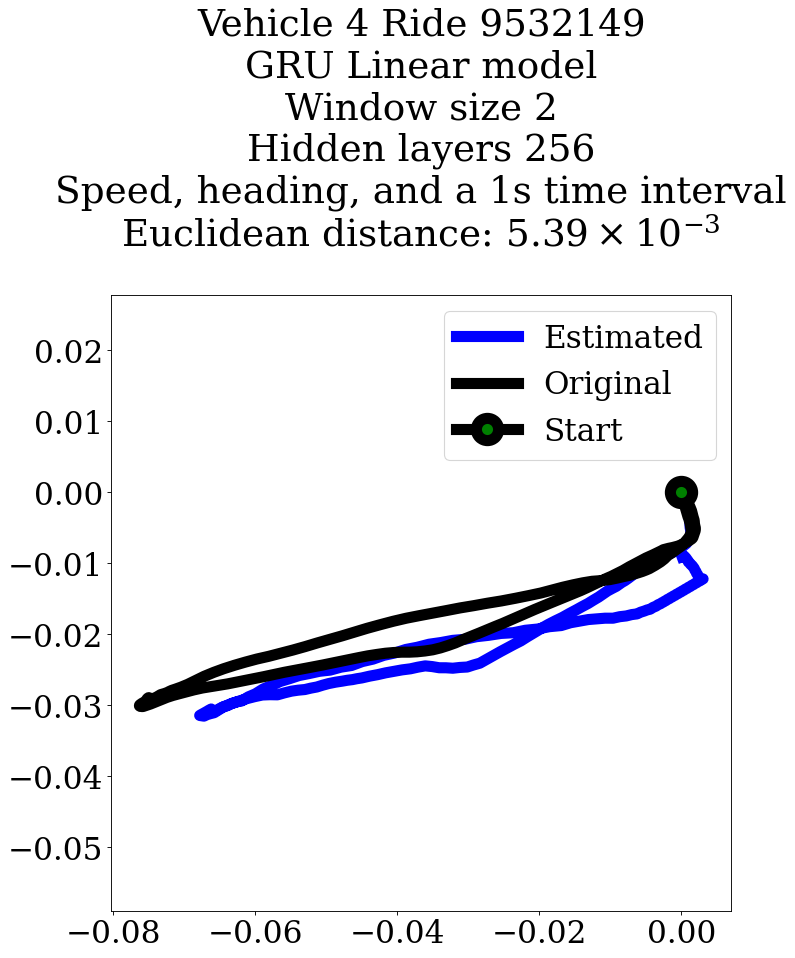 Vehicle 4 Ride 9532149
GRU Linear model
Window size 2
Hidden layers 256
Speed, heading, and a 1s time interval
Euclidean distance: 5.39 × 10⁻³
Estimated
Original
Start
0.02
0.01
0.00
−0.01
−0.02
−0.03
−0.04
−0.05
−0.08 −0.06 −0.04 −0.02 0.00